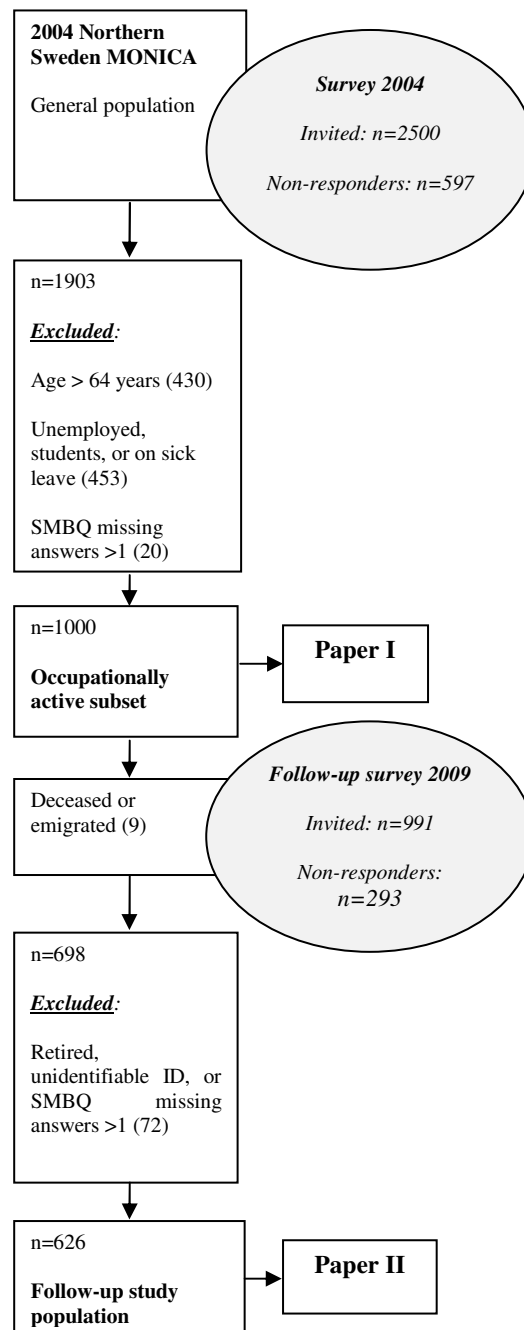 2004 Northern
Sweden MONICA
General population
Survey 2004
Invited: n=2500
Non-responders: n=597
n=1903
Excluded:
Age > 64 years (430)
Unemployed,
students, or on sick
leave (453)
SMBQ missing
answers >1 (20)
n=1000
Occupationally
active subset
Paper I
Deceased or
emigrated (9)
Follow-up survey 2009
Invited: n=991
Non-responders:
n=293
n=698
Excluded:
Retired,
unidentifiable ID, or
SMBQ missing
answers >1 (72)
n=626
Follow-up study
population
Paper II